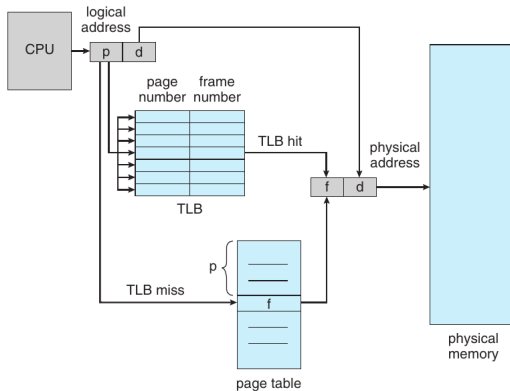 logical
address
CPU
p
d
page
number
frame
number
TLB hit
physical
address
f
d
TLB
p
TLB miss
f
physical
memory
page table